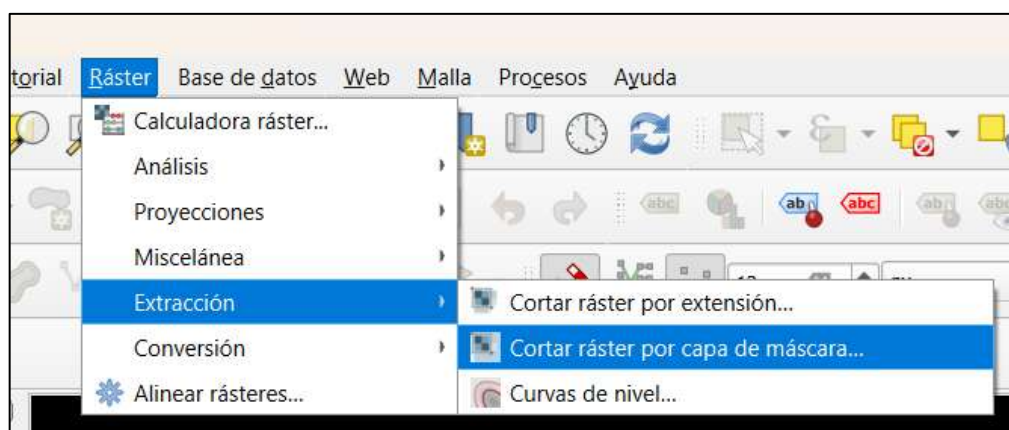 torial Ráster Base de datos Web Malla Procesos Ayuda
Calculadora ráster...
Análisis
Proyecciones
Miscelánea
Extracción
Cortar ráster por extensión...
Conversión
Cortar ráster por capa de máscara...
Alinear rásteres...
Curvas de nivel...
abc
ab
abc